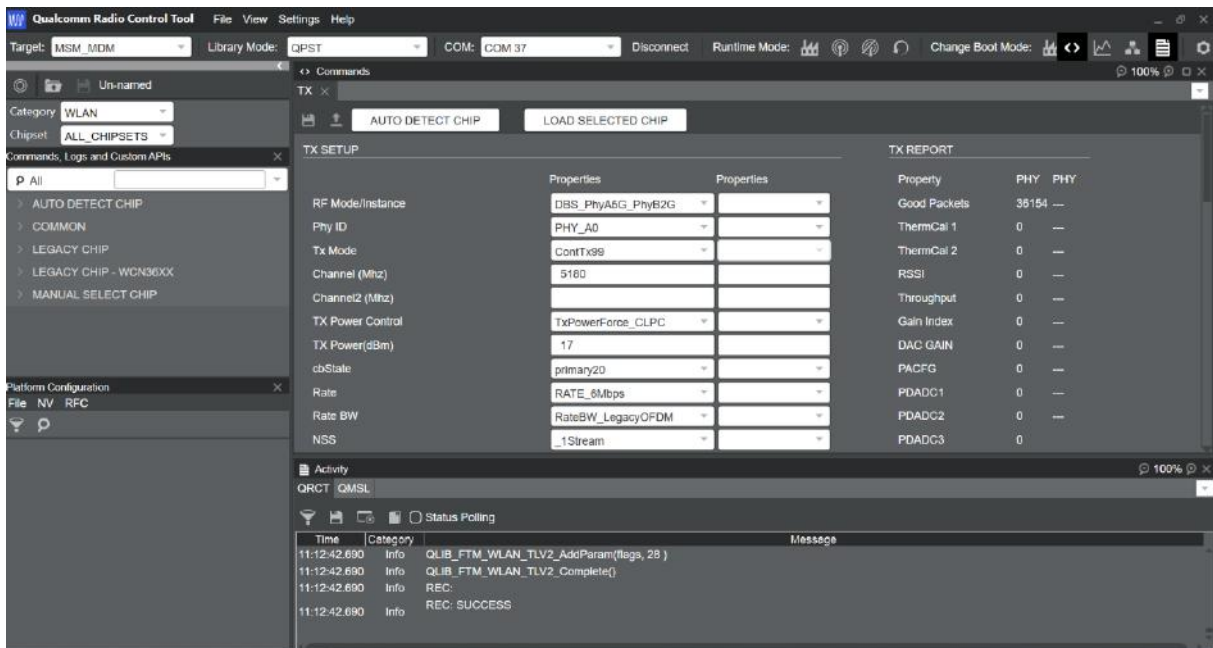 Qualcomm Radio Control Tool File View Settings Help
Target: MSM_MDM Library Mode: QPST COM: COM 37 Disconnect Runtime Mode: Change Boot Mode:
Commands 100%
Un-named
TX
Category WLAN
AUTO DETECT CHIP LOAD SELECTED CHIP
Chipset ALL_CHIPSETS
Commands, Logs and Custom APIs
All
AUTO DETECT CHIP
COMMON
LEGACY CHIP
LEGACY CHIP - WCN36XX
MANUAL SELECT CHIP
Platform Configuration
File NV RFC
TX SETUP TX REPORT
Properties Properties Property PHY PHY
RF Mode/Instance DBS_PhyA5G_PhyB2G Good Packets 36154 ---
Phy ID PHY_A0 ThermCal 1 0 ---
Tx Mode ContTx99 ThermCal 2 0 ---
Channel (Mhz) 5180 RSSI 0 ---
Channel2 (Mhz) Throughput 0 ---
TX Power Control TxPowerForce_CLPC Gain Index 0 ---
TX Power(dBm) 17 DAC GAIN 0 ---
cbState primary20 PACFG 0 ---
Rate RATE_6Mbps PDADC1 0 ---
Rate BW RateBW_LegacyOFDM PDADC2 0 ---
NSS _1Stream PDADC3 0
Activity 100%
QRCT QMSL
Status Polling
Time Category Message
11:12:42.690 Info QLIB_FTM_WLAN_TLV2_AddParam(flags, 28 )
11:12:42.690 Info QLIB_FTM_WLAN_TLV2_Complete()
11:12:42.690 Info REC:
11:12:42.690 Info REC: SUCCESS